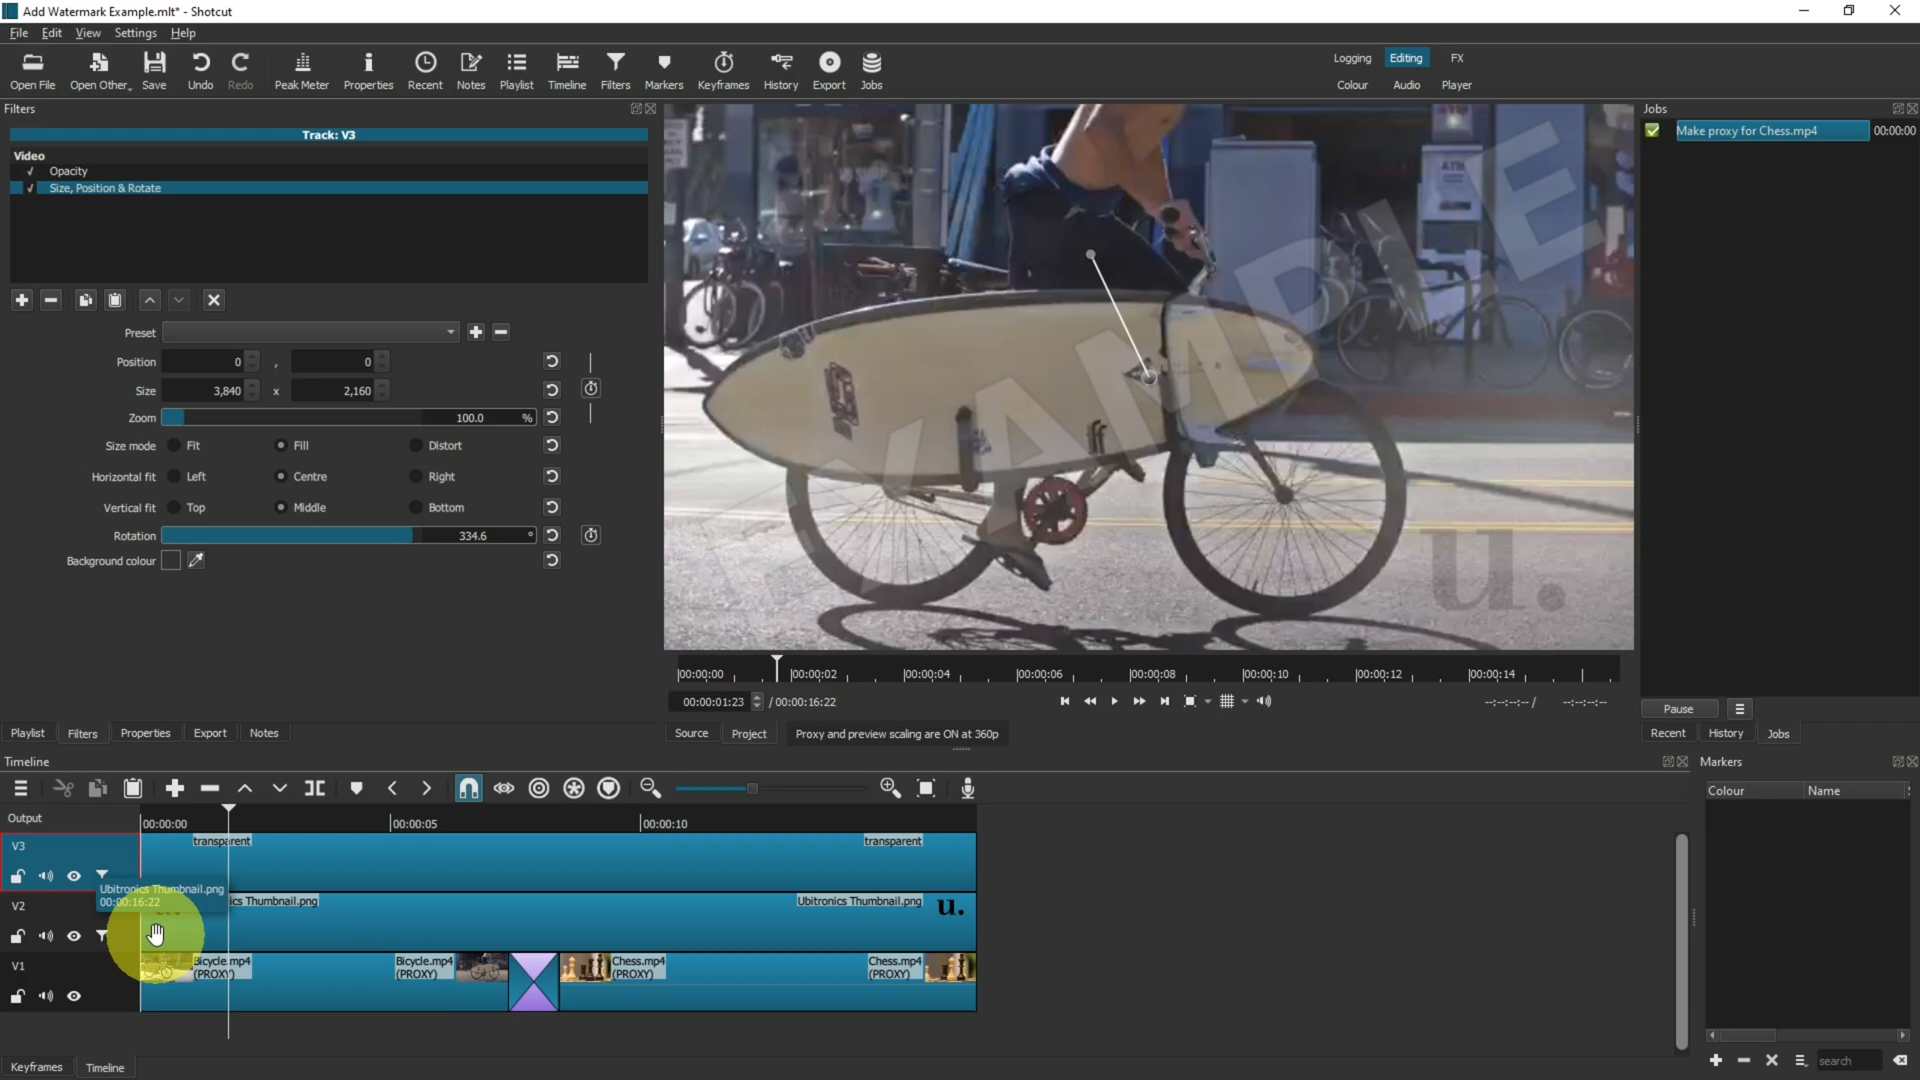 Add Watermark Example.mlt* - Shotcut
File Edit View Settings Help
Open File Open Other... Save Undo Redo Peak Meter Properties Recent Notes Playlist Timeline Filters Markers Keyframes History Export Jobs
Logging Editing FX
Colour Audio Player
Filters
Track: V3
Video
Opacity
Size, Position & Rotate
Preset
Position 0 , 0
Size 3,840 x 2,160
Zoom 100.0 %
Size mode Fit Fill Distort
Horizontal fit Left Centre Right
Vertical fit Top Middle Bottom
Rotation 334.6 °
Background colour
Playlist Filters Properties Export Notes
ATM
EXAMPLE
u.
00:00:00 00:00:02 00:00:04 00:00:06 00:00:08 00:00:10 00:00:12 00:00:14
00:00:01:23 / 00:00:16:22
--:--:--:-- / --:--:--:--
Source Project Proxy and preview scaling are ON at 360p
Jobs
Make proxy for Chess.mp4 00:00:00
Pause
Recent History Jobs
Timeline
Output
00:00:00 00:00:05 00:00:10
V3
transparent transparent
Ubitronics Thumbnail.png
00:00:16:22
V2
ics Thumbnail.png Ubitronics Thumbnail.png u.
V1
Bicycle.mp4 Bicycle.mp4 Chess.mp4 Chess.mp4
(PROXY) (PROXY) (PROXY) (PROXY)
Keyframes Timeline
Markers
Colour Name
search